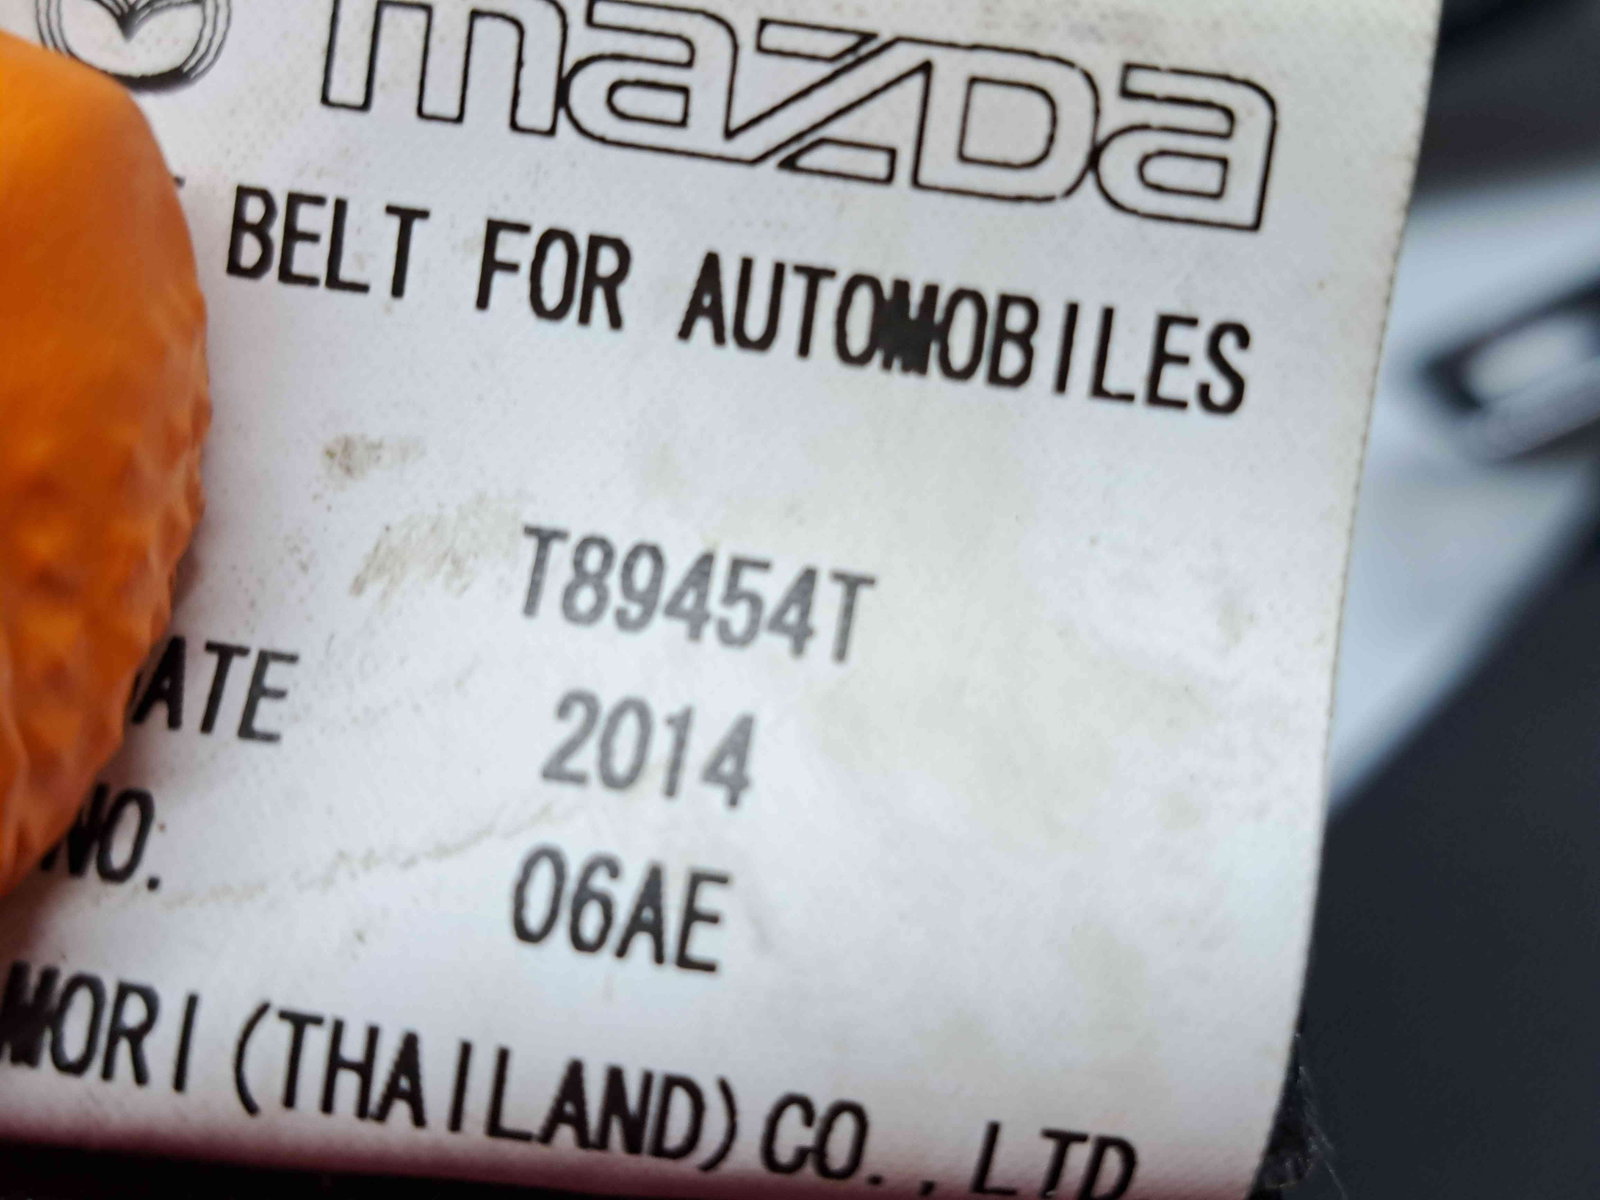 mazda
BELT FOR AUTOMOBILES
T89454T
ATE 2014
NO. 06AE
MORI (THAILAND) CO., LTD